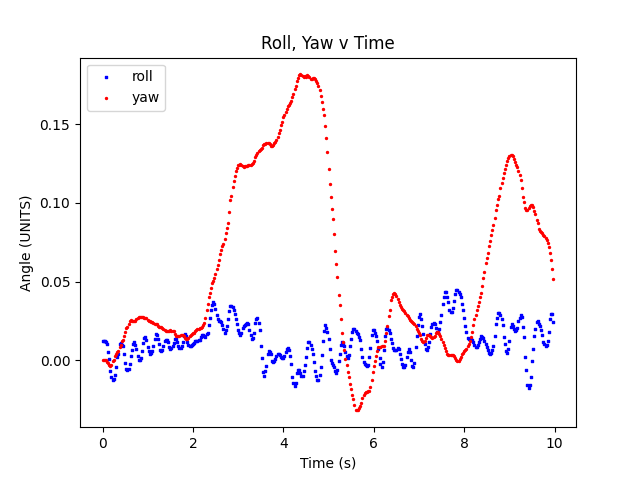 Roll, Yaw v Time
roll
yaw
Angle (UNITS)
0.15
0.10
0.05
0.00
0 2 4 6 8 10
Time (s)